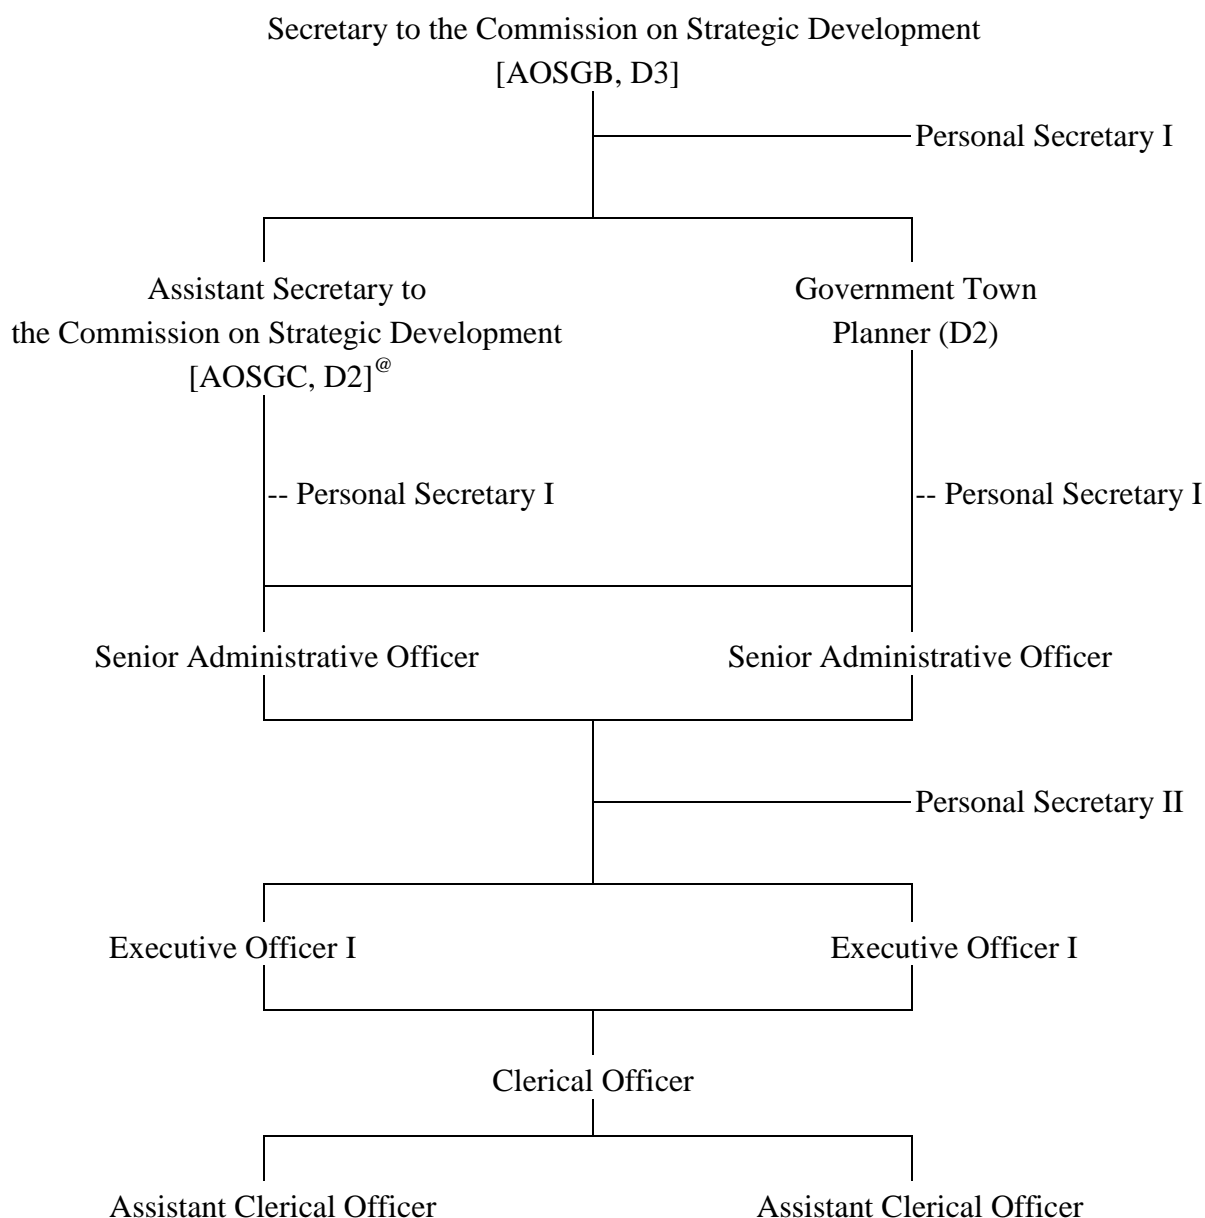 Secretary to the Commission on Strategic Development
[AOSGB, D3]
Personal Secretary I
Assistant Secretary to
the Commission on Strategic Development
[AOSGC, D2]@
Government Town
Planner (D2)
-- Personal Secretary I
-- Personal Secretary I
Senior Administrative Officer
Senior Administrative Officer
Personal Secretary II
Executive Officer I
Executive Officer I
Clerical Officer
Assistant Clerical Officer
Assistant Clerical Officer